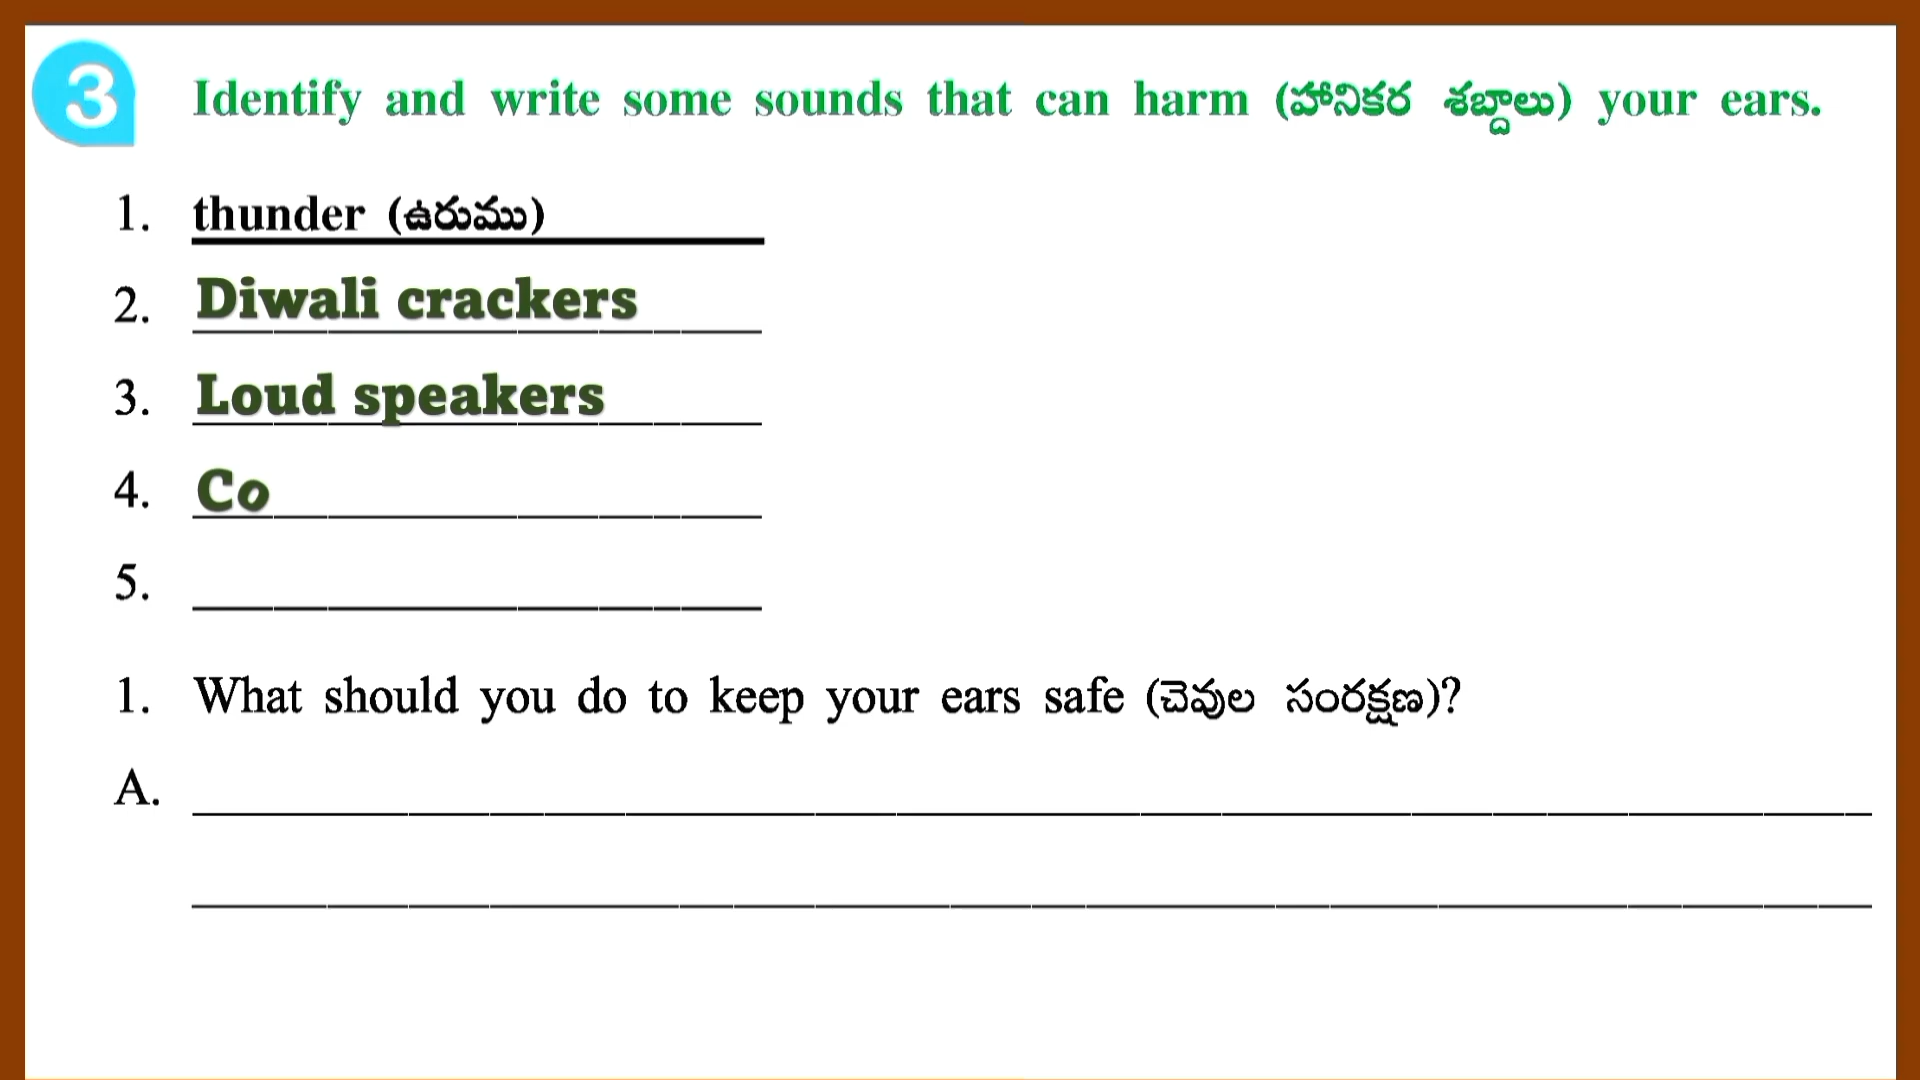 3 Identify and write some sounds that can harm (హానికర శబ్దాలు) your ears.
1. thunder (ఉరుము)
2. Diwali crackers
3. Loud speakers
4. Co
5.
1. What should you do to keep your ears safe (చెవుల సంరక్షణ)?
A.